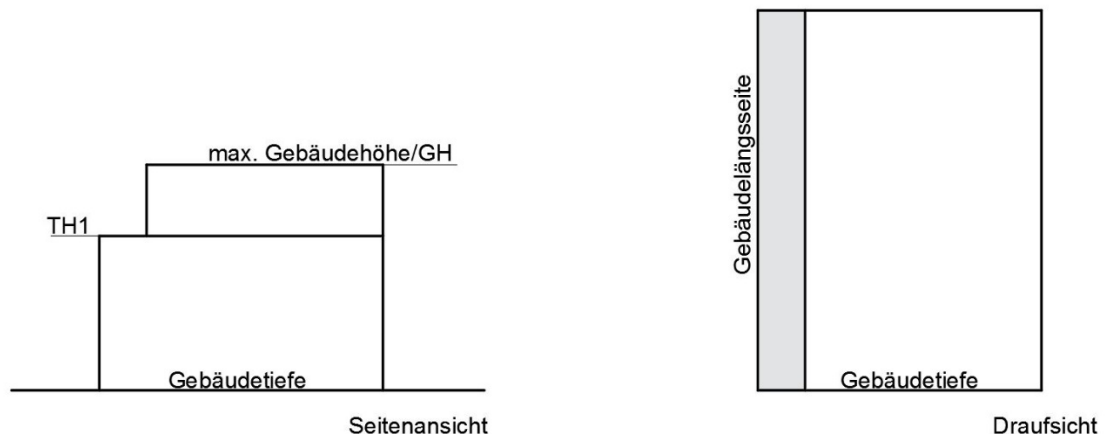 max. Gebäudehöhe/GH
TH1
Gebäudetiefe
Seitenansicht
Gebäudelängsseite
Gebäudetiefe
Draufsicht